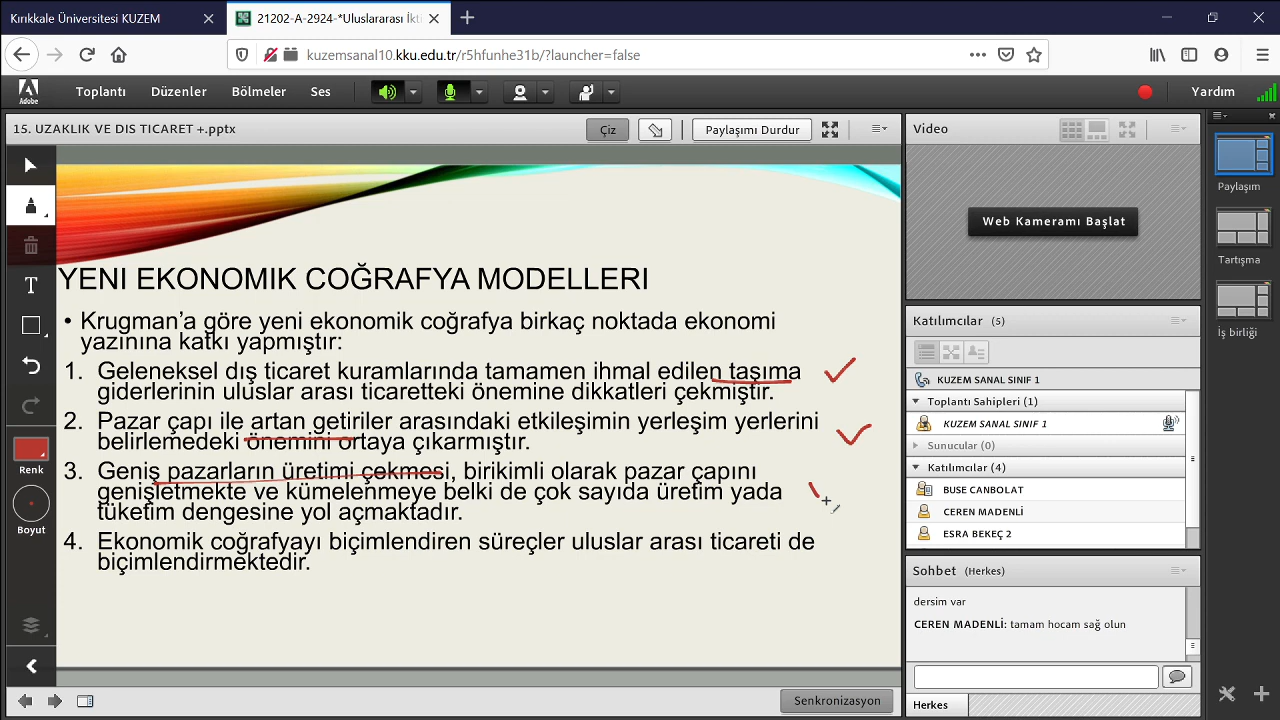 Kırıkkale Üniversitesi KUZEM
21202-A-2924-*Uluslararası İkti
kuzemsanal10.kku.edu.tr/r5hfunhe31b/?launcher=false
Adobe
Toplantı
Düzenler
Bölmeler
Ses
Yardım
15. UZAKLIK VE DIS TICARET +.pptx
Çiz
Paylaşımı Durdur
YENI EKONOMIK COĞRAFYA MODELLERI
• Krugman’a göre yeni ekonomik coğrafya birkaç noktada ekonomi
yazınına katkı yapmıştır:
1. Geleneksel dış ticaret kuramlarında tamamen ihmal edilen taşıma
giderlerinin uluslar arası ticaretteki önemine dikkatleri çekmiştir.
2. Pazar çapı ile artan getiriler arasındaki etkileşimin yerleşim yerlerini
belirlemedeki önemini ortaya çıkarmıştır.
3. Geniş pazarların üretimi çekmesi, birikimli olarak pazar çapını
genişletmekte ve kümelenmeye belki de çok sayıda üretim yada
tüketim dengesine yol açmaktadır.
4. Ekonomik coğrafyayı biçimlendiren süreçler uluslar arası ticareti de
biçimlendirmektedir.
T
Renk
Boyut
Senkronizasyon
Video
Web Kameramı Başlat
Katılımcılar (5)
KUZEM SANAL SINIF 1
Toplantı Sahipleri (1)
KUZEM SANAL SINIF 1
Sunucular (0)
Katılımcılar (4)
BUSE CANBOLAT
CEREN MADENLİ
ESRA BEKEÇ 2
Sohbet (Herkes)
dersim var
CEREN MADENLİ: tamam hocam sağ olun
Herkes
Paylaşım
Tartışma
İş birliği